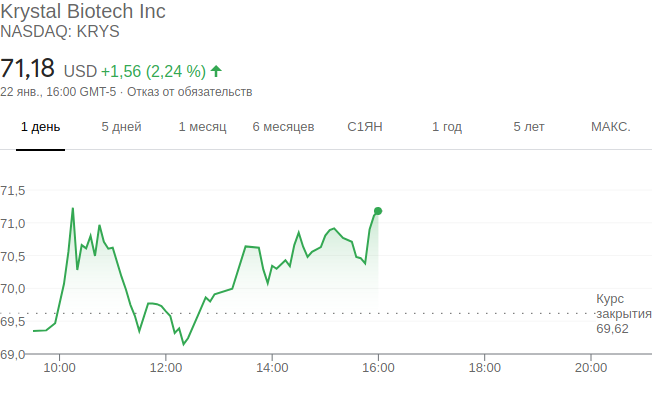 Krystal Biotech Inc
NASDAQ: KRYS
71,18 USD +1,56 (2,24 %)
22 янв., 16:00 GMT-5 · Отказ от обязательств
1 день 5 дней 1 месяц 6 месяцев С1ЯН 1 год 5 лет МАКС.
71,5
71,0
70,5
70,0
Курс
закрытия
69,5
69,62
69,0
10:00 12:00 14:00 16:00 18:00 20:00